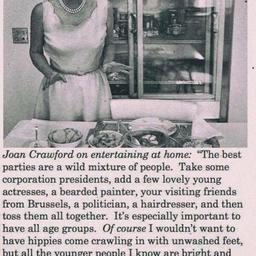 Joan Crawford on entertaining at home: "The best
parties are a wild mixture of people. Take some
corporation presidents, add a few lovely young
actresses, a bearded painter, your visiting friends
from Brussels, a politician, a hairdresser, and then
toss them all together. It's especially important to
have all age groups. Of course I wouldn't want to
have hippies come crawling in with unwashed feet,
but all the younger people I know are bright and